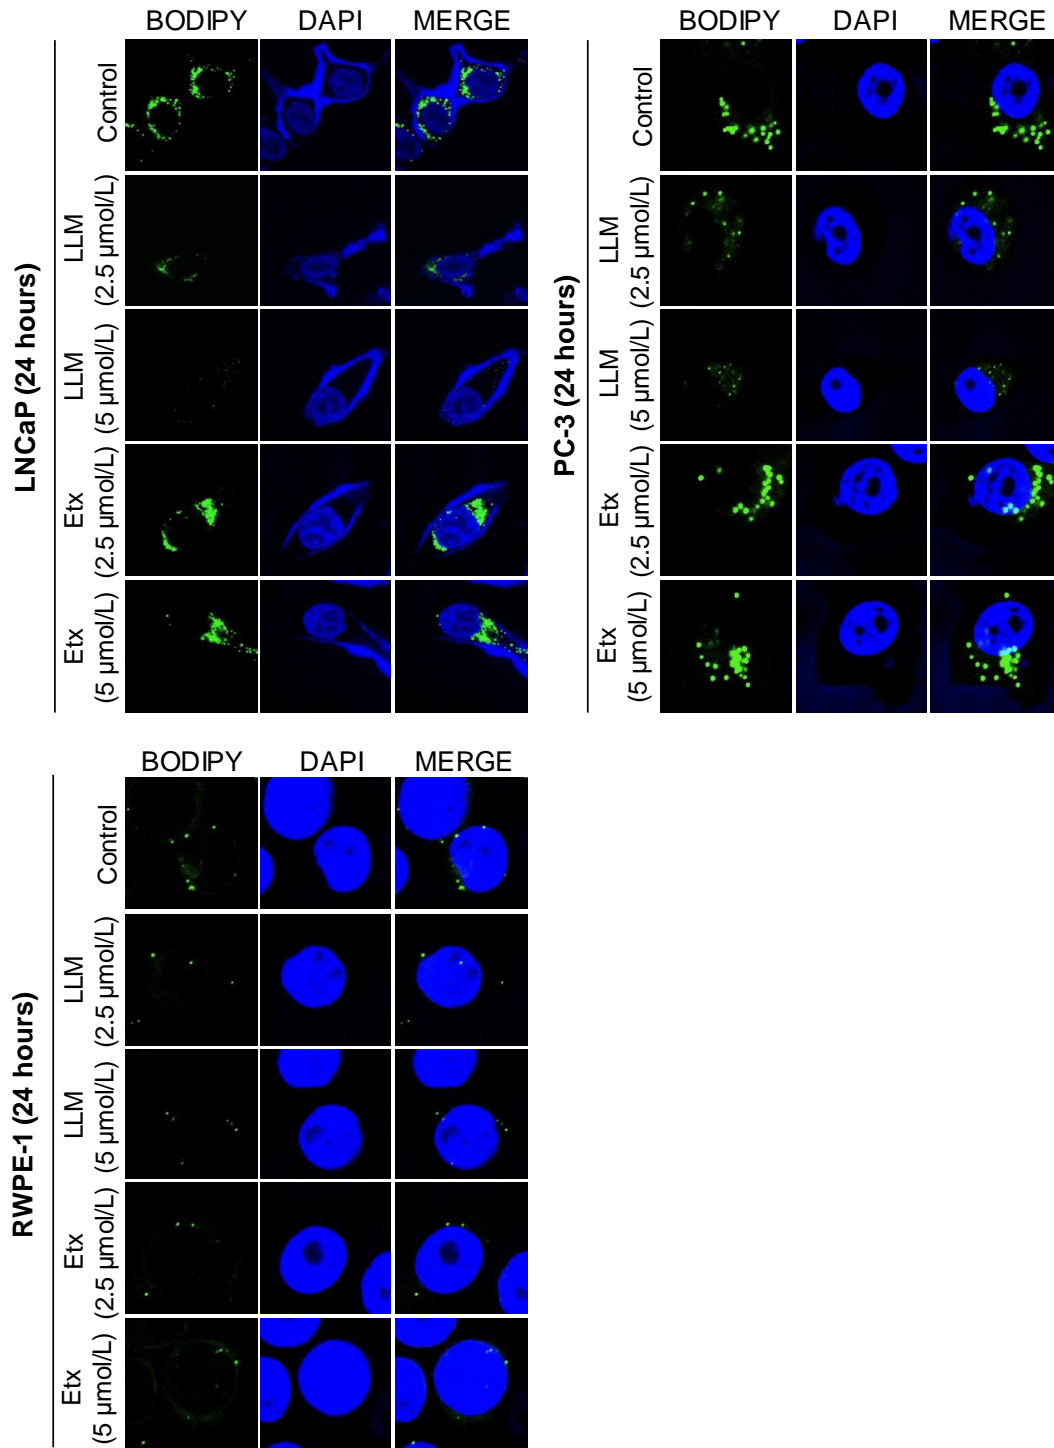 BODIPY DAPI MERGE
LNCaP (24 hours)
Control
LLM
(2.5 µmol/L)
LLM
(5 µmol/L)
Etx
(2.5 µmol/L)
Etx
(5 µmol/L)
BODIPY DAPI MERGE
PC-3 (24 hours)
Control
LLM
(2.5 µmol/L)
LLM
(5 µmol/L)
Etx
(2.5 µmol/L)
Etx
(5 µmol/L)
BODIPY DAPI MERGE
RWPE-1 (24 hours)
Control
LLM
(2.5 µmol/L)
LLM
(5 µmol/L)
Etx
(2.5 µmol/L)
Etx
(5 µmol/L)